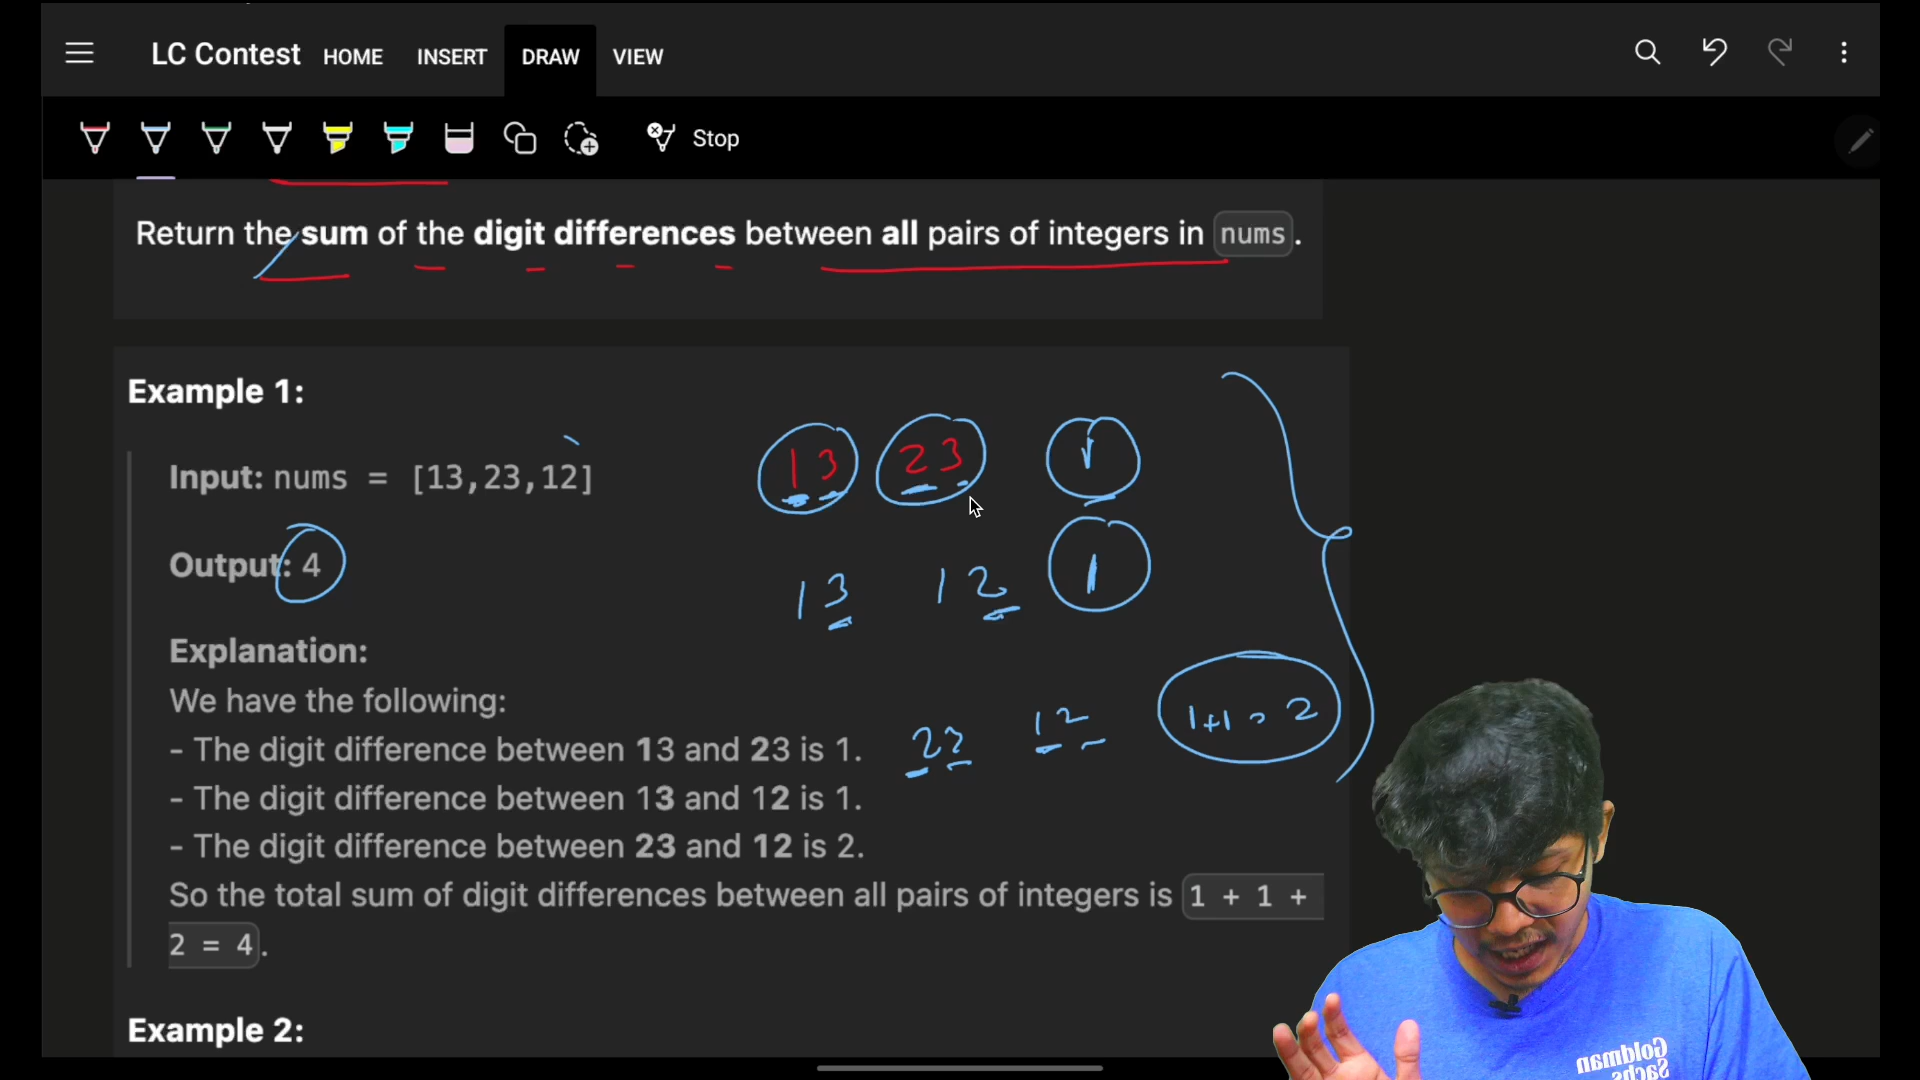 LC Contest HOME INSERT DRAW VIEW
Stop
Return the sum of the digit differences between all pairs of integers in nums.
Example 1:
Input: nums = [13,23,12]
Output: 4
13 23 1
13 12 1
23 12 1+1=2
Explanation:
We have the following:
- The digit difference between 13 and 23 is 1.
- The digit difference between 13 and 12 is 1.
- The digit difference between 23 and 12 is 2.
So the total sum of digit differences between all pairs of integers is 1 + 1 +
2 = 4.
Example 2:
Goldman
Sachs